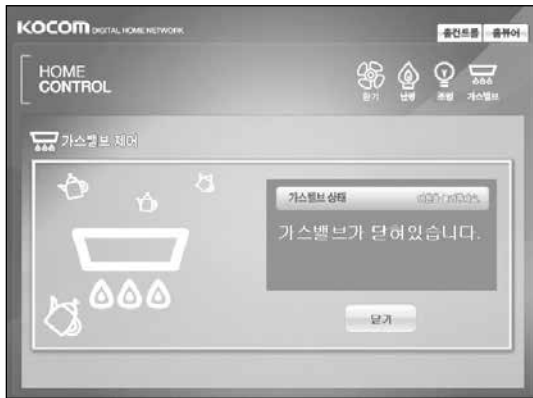 KOCOM DIGITAL HOME NETWORK
홈컨트롤 홈뷰어
HOME
CONTROL
환기 난방 조명 가스밸브
가스밸브 제어
가스밸브 상태
가스밸브가 닫혀있습니다.
닫기